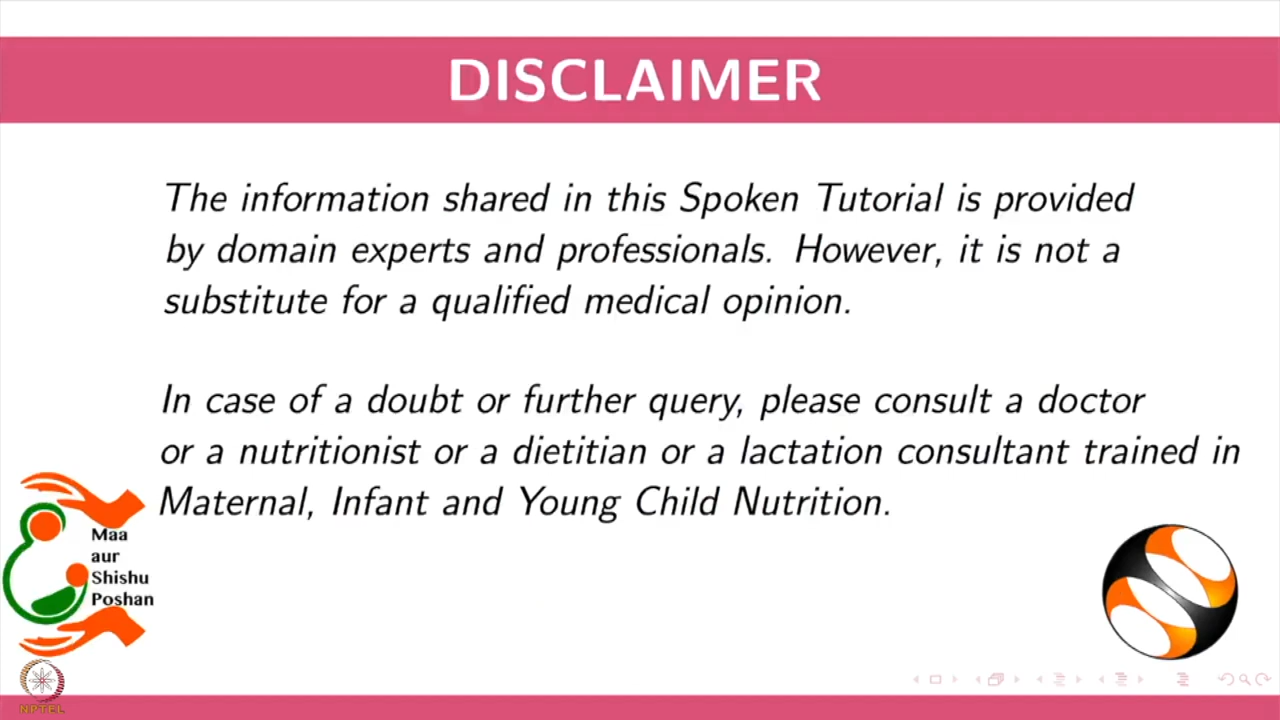 DISCLAIMER
The information shared in this Spoken Tutorial is provided
by domain experts and professionals. However, it is not a
substitute for a qualified medical opinion.
In case of a doubt or further query, please consult a doctor
or a nutritionist or a dietitian or a lactation consultant trained in
Maternal, Infant and Young Child Nutrition.
Maa
aur
Shishu
Poshan
NPTEL